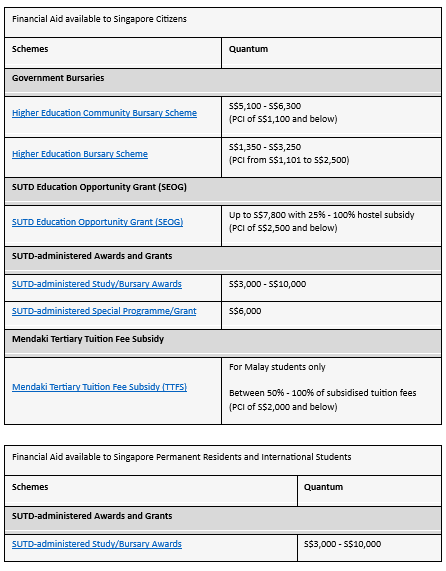 Financial Aid available to Singapore Citizens
Schemes
Quantum
Government Bursaries
Higher Education Community Bursary Scheme
S$5,100 - S$6,300
(PCI of S$1,100 and below)
Higher Education Bursary Scheme
S$1,350 - S$3,250
(PCI from S$1,101 to S$2,500)
SUTD Education Opportunity Grant (SEOG)
SUTD Education Opportunity Grant (SEOG)
Up to S$7,800 with 25% - 100% hostel subsidy
(PCI of S$2,500 and below)
SUTD-administered Awards and Grants
SUTD-administered Study/Bursary Awards
S$3,000 - S$10,000
SUTD-administered Special Programme/Grant
S$6,000
Mendaki Tertiary Tuition Fee Subsidy
Mendaki Tertiary Tuition Fee Subsidy (TTFS)
For Malay students only
Between 50% - 100% of subsidised tuition fees
(PCI of S$2,000 and below)
Financial Aid available to Singapore Permanent Residents and International Students
Schemes
Quantum
SUTD-administered Awards and Grants
SUTD-administered Study/Bursary Awards
S$3,000 - S$10,000